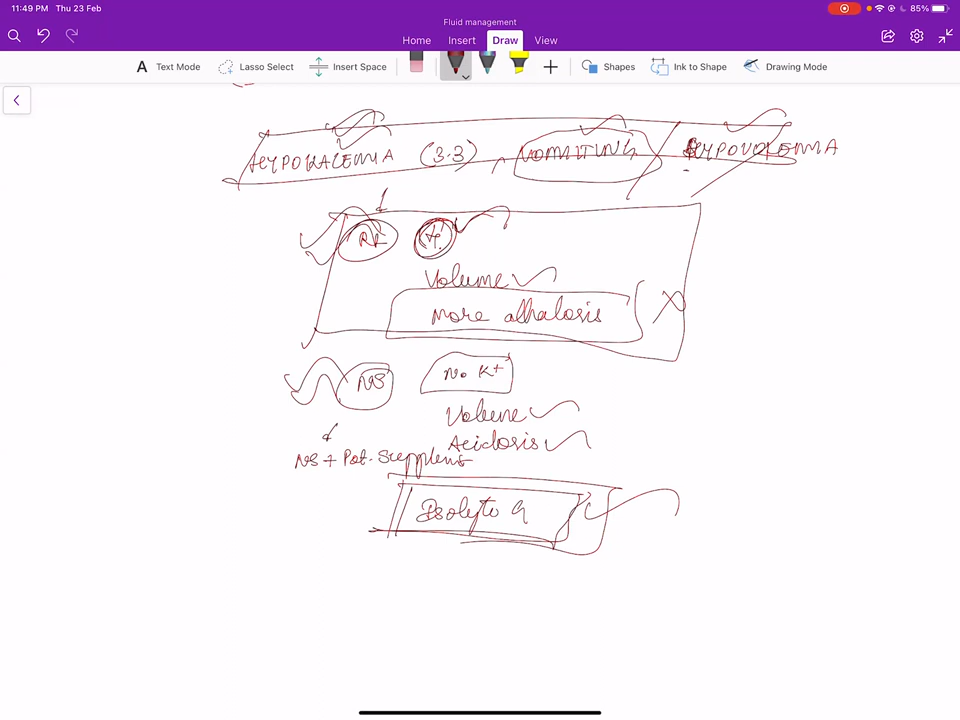 11:49 PM Thu 23 Feb 85%
Fluid management
Home Insert Draw View
A Text Mode Lasso Select Insert Space Shapes Ink to Shape Drawing Mode
HYPOKALEMIA (3.3) VOMITING HYPOVOLEMIA
RL
Volume
More alkalosis
NS No K+
Volume
Acidosis
NS + Pot. Supplem
Isolyte G